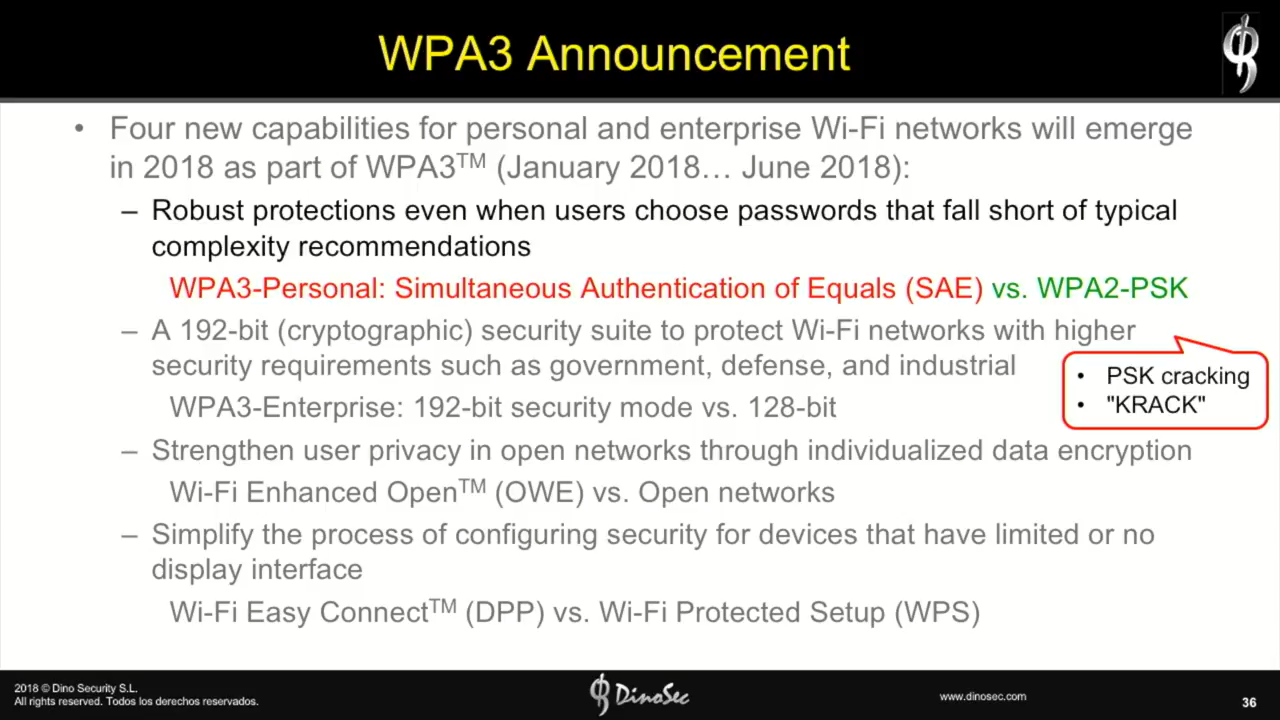 WPA3 Announcement
• Four new capabilities for personal and enterprise Wi-Fi networks will emerge
in 2018 as part of WPA3™ (January 2018… June 2018):
– Robust protections even when users choose passwords that fall short of typical
complexity recommendations
WPA3-Personal: Simultaneous Authentication of Equals (SAE) vs. WPA2-PSK
– A 192-bit (cryptographic) security suite to protect Wi-Fi networks with higher
security requirements such as government, defense, and industrial
• PSK cracking
• "KRACK"
WPA3-Enterprise: 192-bit security mode vs. 128-bit
– Strengthen user privacy in open networks through individualized data encryption
Wi-Fi Enhanced Open™ (OWE) vs. Open networks
– Simplify the process of configuring security for devices that have limited or no
display interface
Wi-Fi Easy Connect™ (DPP) vs. Wi-Fi Protected Setup (WPS)
2018 © Dino Security S.L.
All rights reserved. Todos los derechos reservados.
DinoSec
www.dinosec.com
36